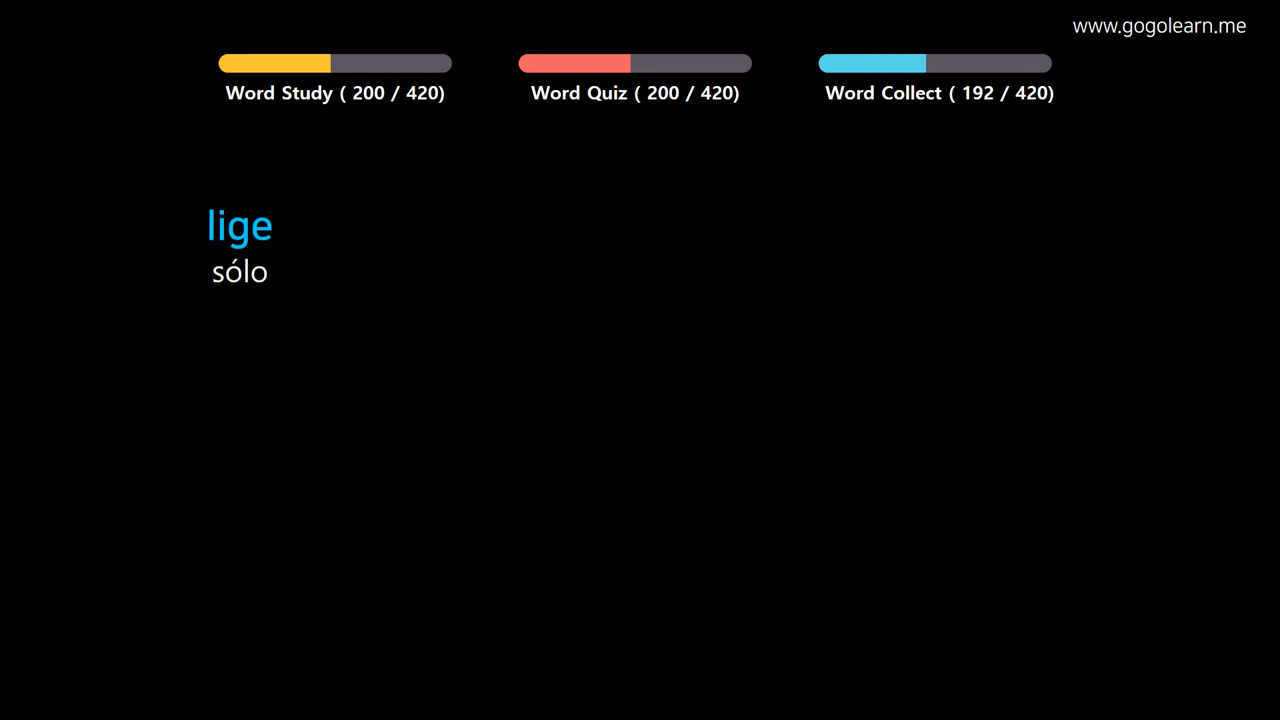 www.gogolearn.me
Word Study ( 200 / 420)
Word Quiz ( 200 / 420)
Word Collect ( 192 / 420)
lige
sólo